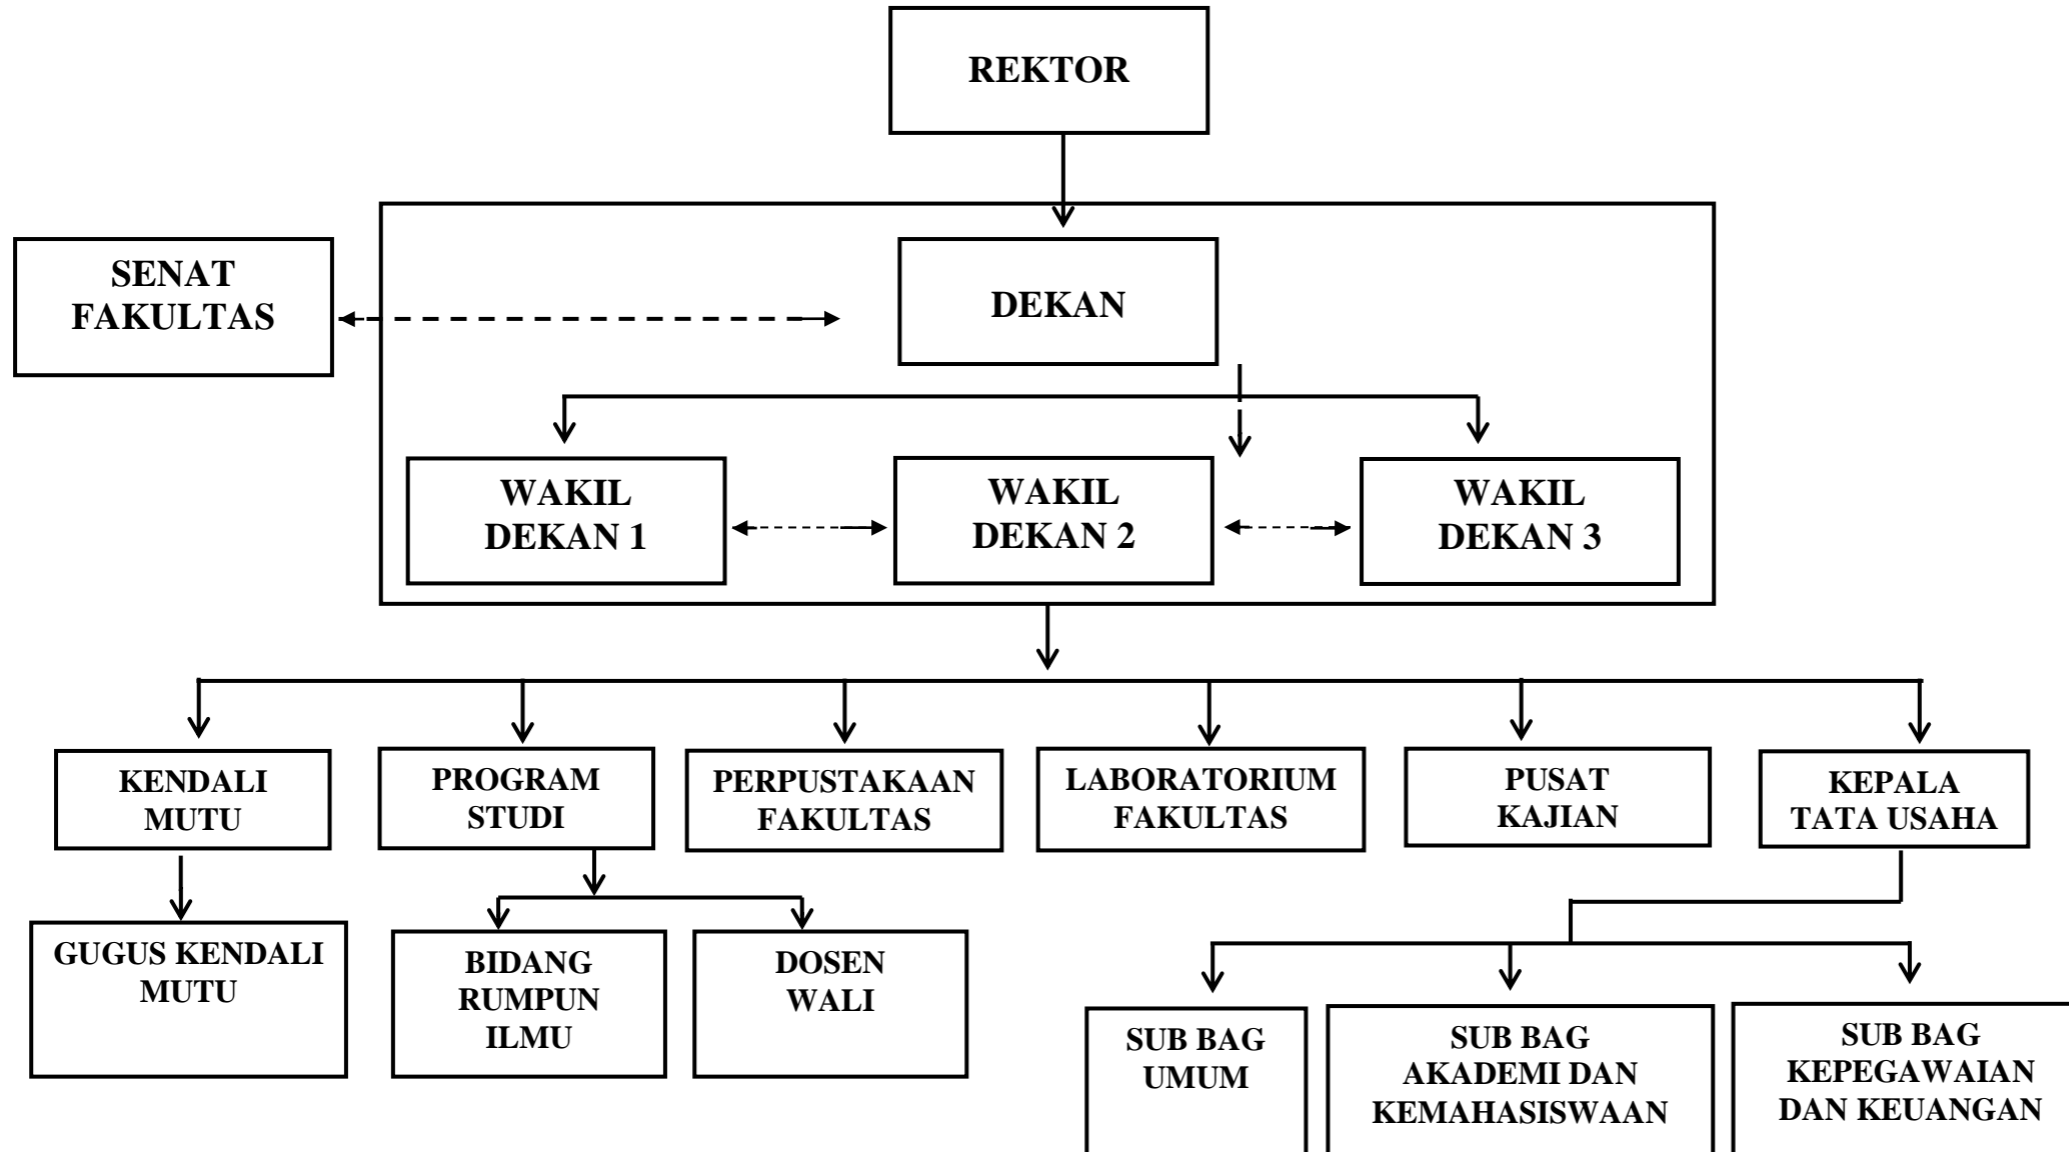 REKTOR
SENAT
FAKULTAS
DEKAN
WAKIL
DEKAN 1
WAKIL
DEKAN 2
WAKIL
DEKAN 3
KENDALI
MUTU
PROGRAM
STUDI
PERPUSTAKAAN
FAKULTAS
LABORATORIUM
FAKULTAS
PUSAT
KAJIAN
KEPALA
TATA USAHA
GUGUS KENDALI
MUTU
BIDANG
RUMPUN
ILMU
DOSEN
WALI
SUB BAG
UMUM
SUB BAG
AKADEMI DAN
KEMAHASISWAAN
SUB BAG
KEPEGAWAIAN
DAN KEUANGAN